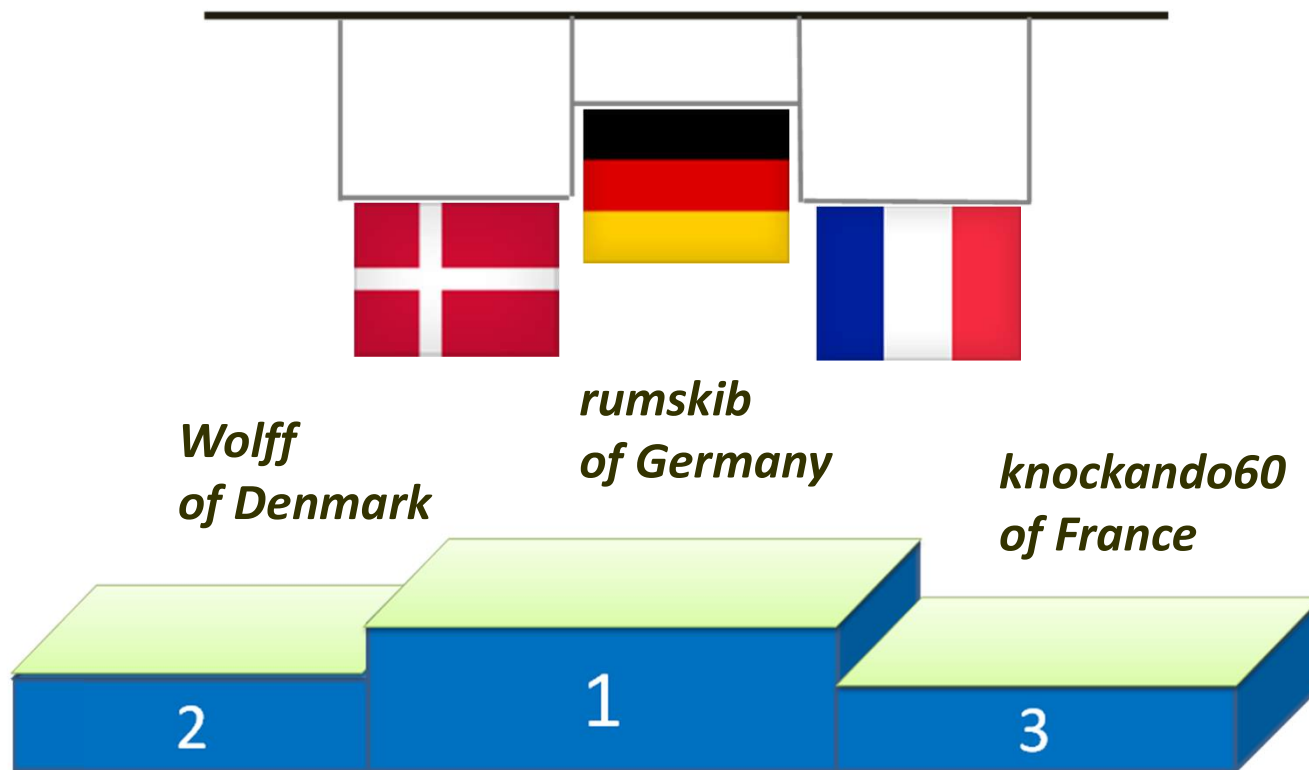 rumskib
of Germany
Wolff
of Denmark
knockando60
of France
1
2
3